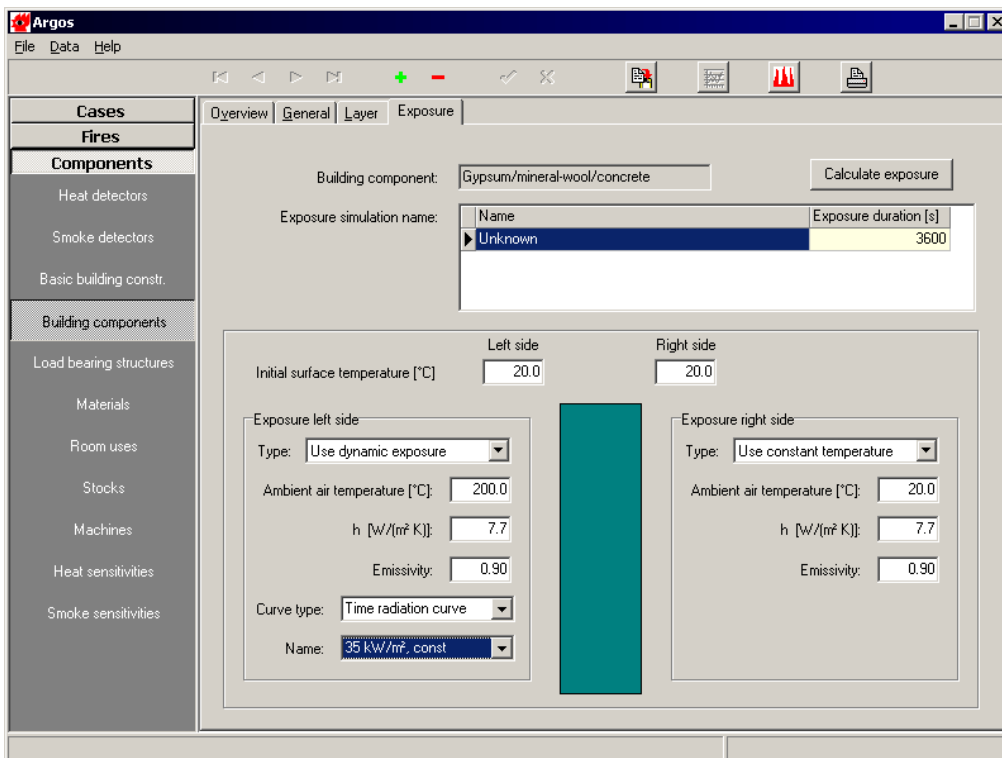 Argos
File Data Help
Cases
Fires
Components
Heat detectors
Smoke detectors
Basic building constr.
Building components
Load bearing structures
Materials
Room uses
Stocks
Machines
Heat sensitivities
Smoke sensitivities
Overview General Layer Exposure
Building component: Gypsum/mineral-wool/concrete Calculate exposure
Exposure simulation name: Name Exposure duration [s]
Unknown 3600
Left side Right side
Initial surface temperature [°C] 20.0 20.0
Exposure left side
Type: Use dynamic exposure
Ambient air temperature [°C]: 200.0
h [W/(m² K)]: 7.7
Emissivity: 0.90
Curve type: Time radiation curve
Name: 35 kW/m², const
Exposure right side
Type: Use constant temperature
Ambient air temperature [°C]: 20.0
h [W/(m² K)]: 7.7
Emissivity: 0.90